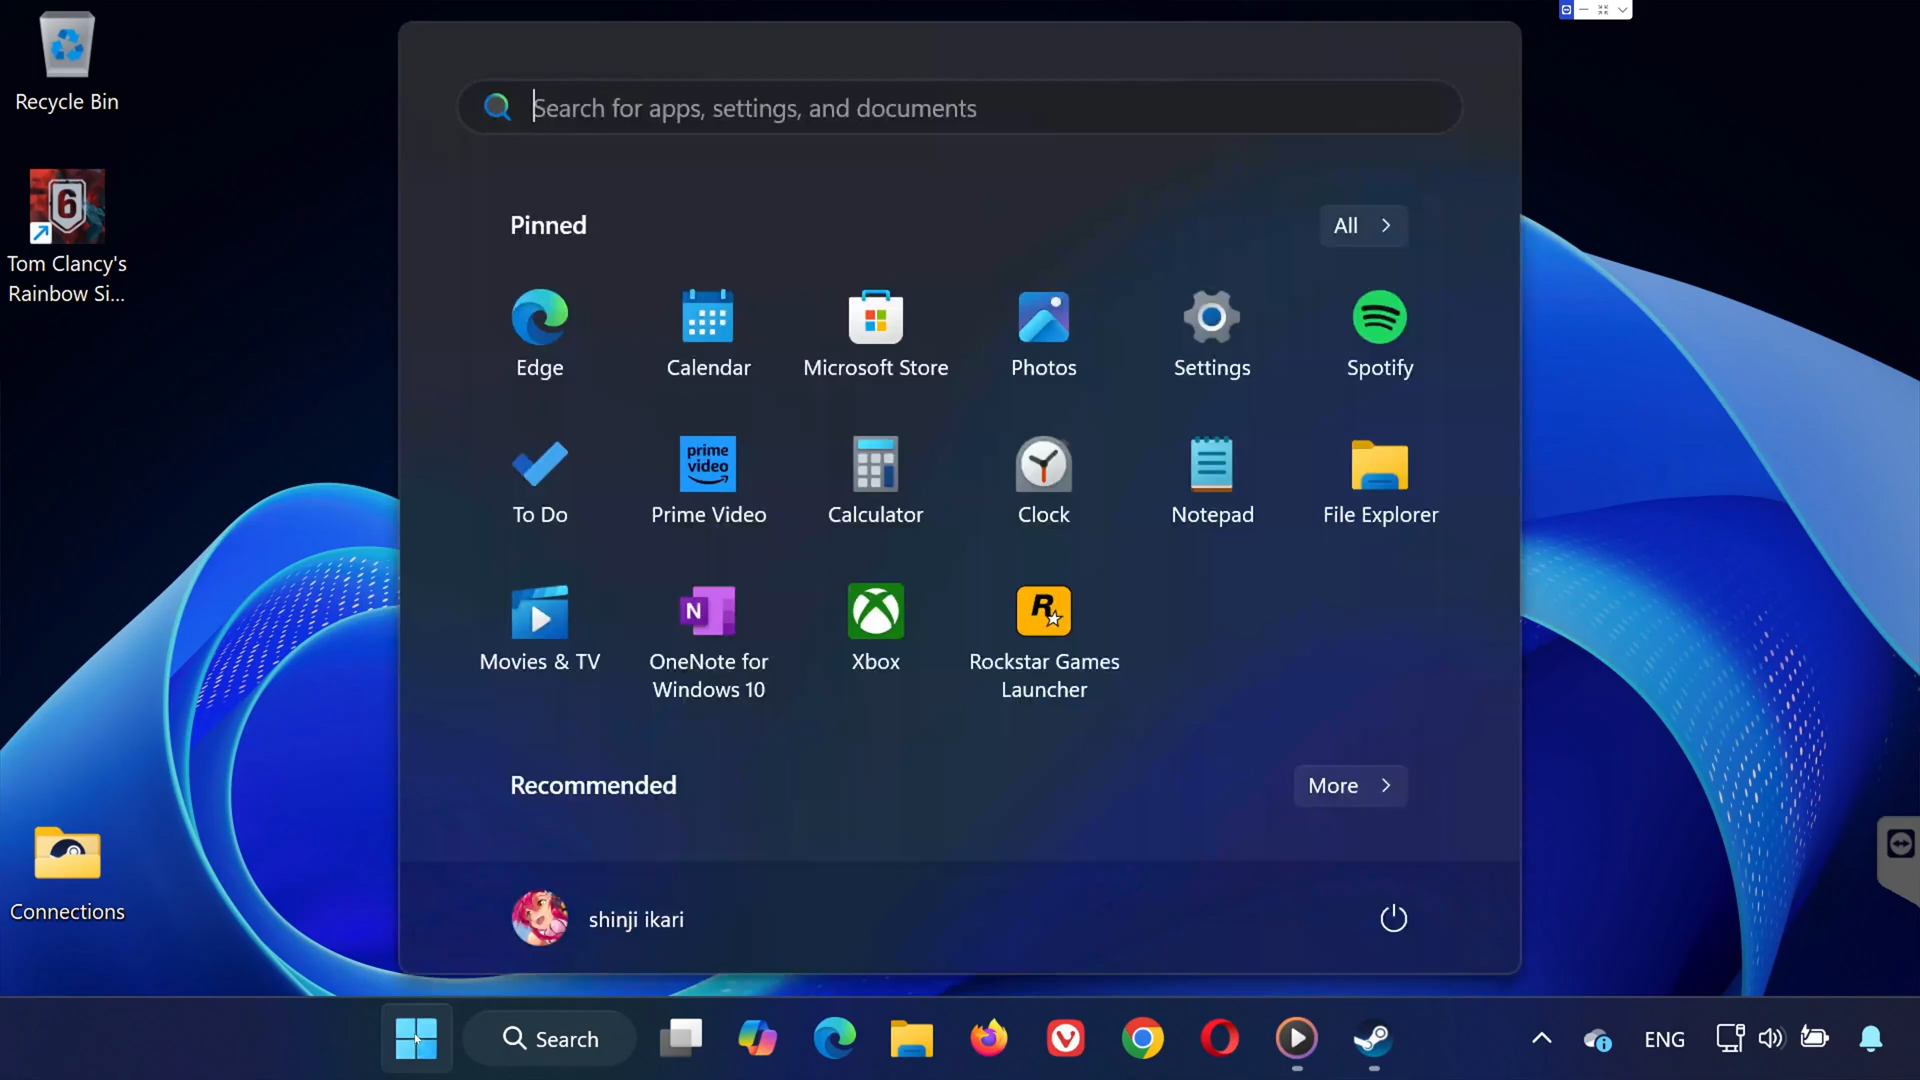 Recycle Bin
Tom Clancy's
Rainbow Si...
Connections
Search for apps, settings, and documents
Pinned
All
Edge
Calendar
Microsoft Store
Photos
Settings
Spotify
To Do
prime
video
Prime Video
Calculator
Clock
Notepad
File Explorer
Movies & TV
N
OneNote for
Windows 10
Xbox
R
Rockstar Games
Launcher
Recommended
More
shinji ikari
Search
ENG
6